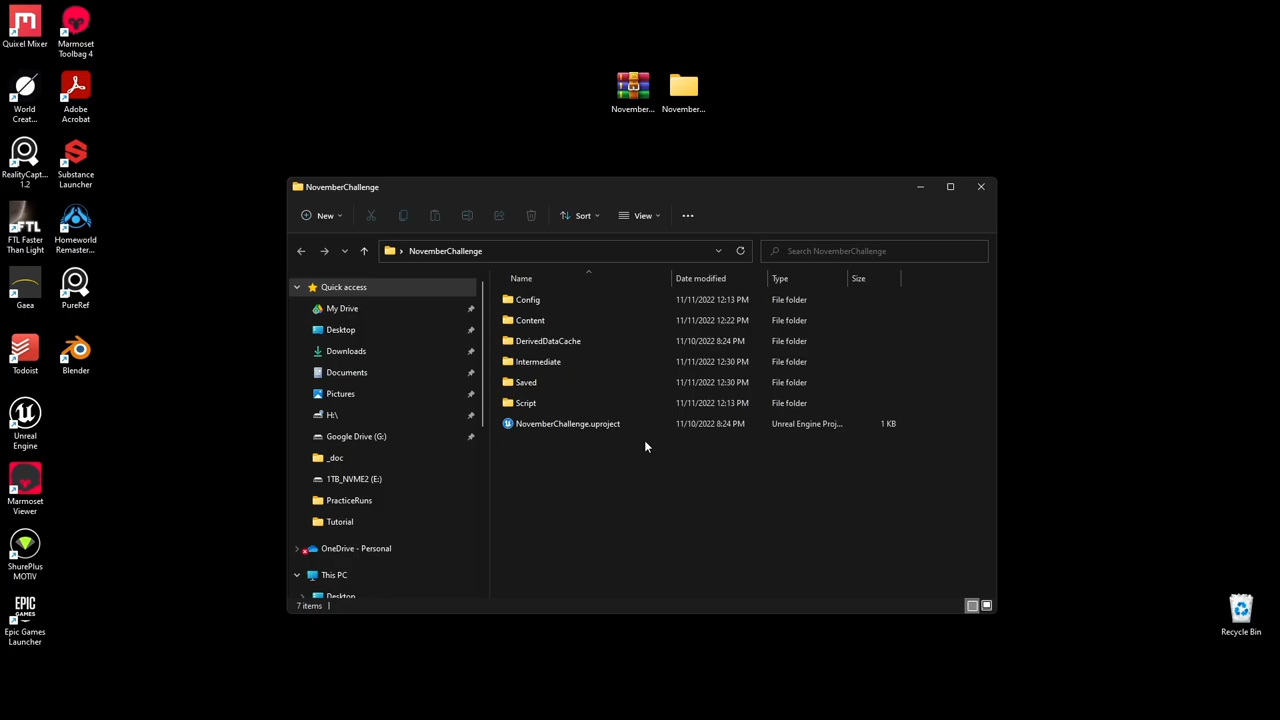 Quixel Mixer
Marmoset
Toolbag 4
World
Creat...
Adobe
Acrobat
RealityCapt...
1.2
Substance
Launcher
FTL
FTL Faster
Than Light
Homeworld
Remaster...
Gaea
PureRef
Todoist
Blender
Unreal
Engine
Marmoset
Viewer
ShurePlus
MOTIV
EPIC
GAMES
Epic Games
Launcher
November...
November...
NovemberChallenge
New
Sort
View
NovemberChallenge
Search NovemberChallenge
Quick access
My Drive
Desktop
Downloads
Documents
Pictures
H:\
Google Drive (G:)
_doc
1TB_NVME2 (E:)
PracticeRuns
Tutorial
OneDrive - Personal
This PC
Desktop
Name Date modified Type Size
Config 11/11/2022 12:13 PM File folder
Content 11/11/2022 12:22 PM File folder
DerivedDataCache 11/10/2022 8:24 PM File folder
Intermediate 11/11/2022 12:30 PM File folder
Saved 11/11/2022 12:30 PM File folder
Script 11/11/2022 12:13 PM File folder
NovemberChallenge.uproject 11/10/2022 8:24 PM Unreal Engine Proj... 1 KB
7 items
Recycle Bin